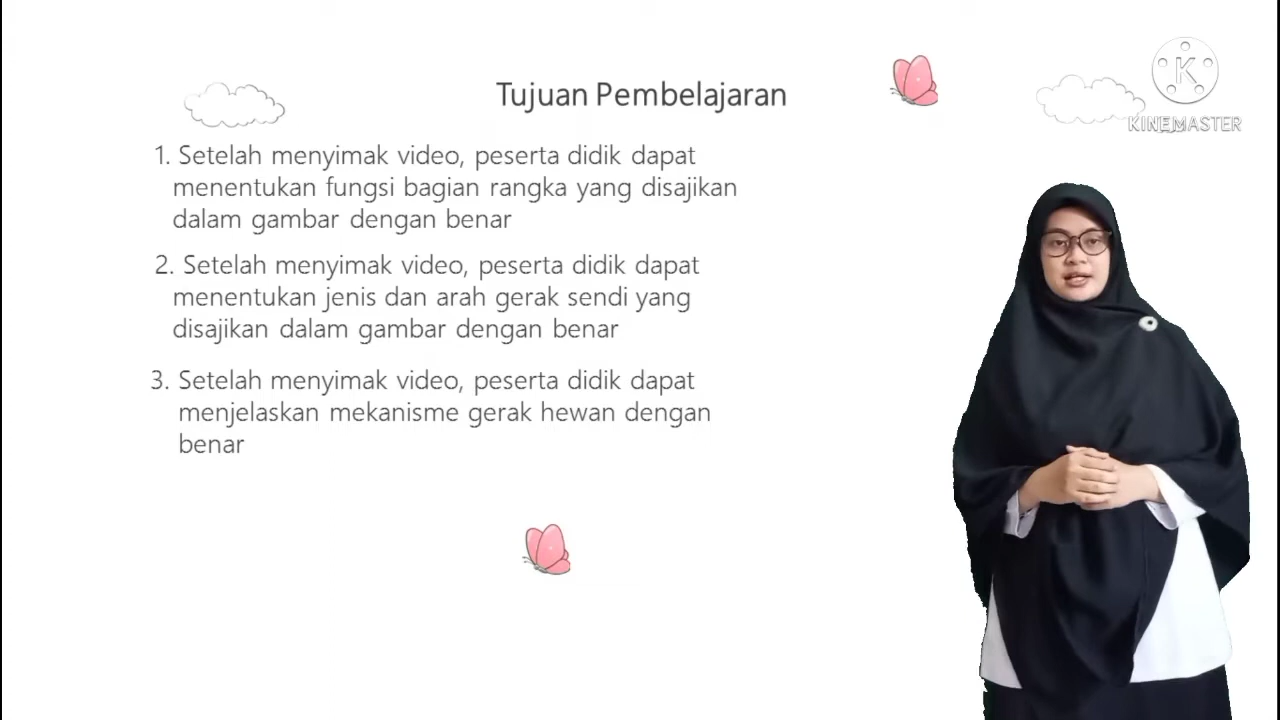 Tujuan Pembelajaran
K
KINEMASTER
1. Setelah menyimak video, peserta didik dapat
menentukan fungsi bagian rangka yang disajikan
dalam gambar dengan benar
2. Setelah menyimak video, peserta didik dapat
menentukan jenis dan arah gerak sendi yang
disajikan dalam gambar dengan benar
3. Setelah menyimak video, peserta didik dapat
menjelaskan mekanisme gerak hewan dengan
benar